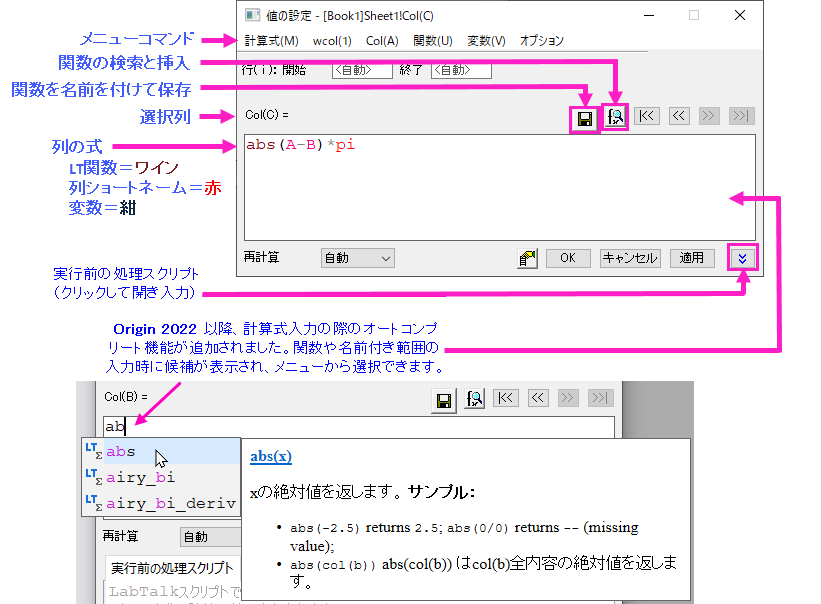 値の設定 - [Book1]Sheet1!Col(C)
メニューコマンド
計算式(M) wcol(1) Col(A) 関数(U) 変数(V) オプション
関数の検索と挿入
行(i): 開始 <自動> 終了 <自動>
関数を名前を付けて保存
選択列
Col(C) =
列の式
abs(A-B)*pi
LT関数＝ワイン
列ショートネーム＝赤
変数＝紺
再計算 自動 OK キャンセル 適用
実行前の処理スクリプト
（クリックして開き入力）
Origin 2022 以降、計算式入力の際のオートコンプ
リート機能が追加されました。関数や名前付き範囲の
入力時に候補が表示され、メニューから選択できます。
Col(B) =
ab
abs
airy_bi
airy_bi_deriv
abs(x)
xの絶対値を返します。 サンプル：
• abs(-2.5) returns 2.5; abs(0/0) returns -- (missing
value);
• abs(col(b)) abs(col(b)) はcol(b)全内容の絶対値を返しま
す。
再計算 自動
実行前の処理スクリプト
LabTalkスクリプトで